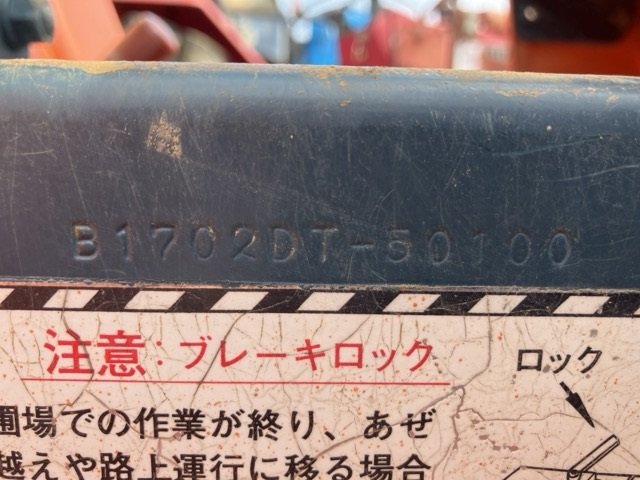 B1702DT-50100
注意:ブレーキロック
ロック
圃場での作業が終り、あぜ
越えや路上運行に移る場合